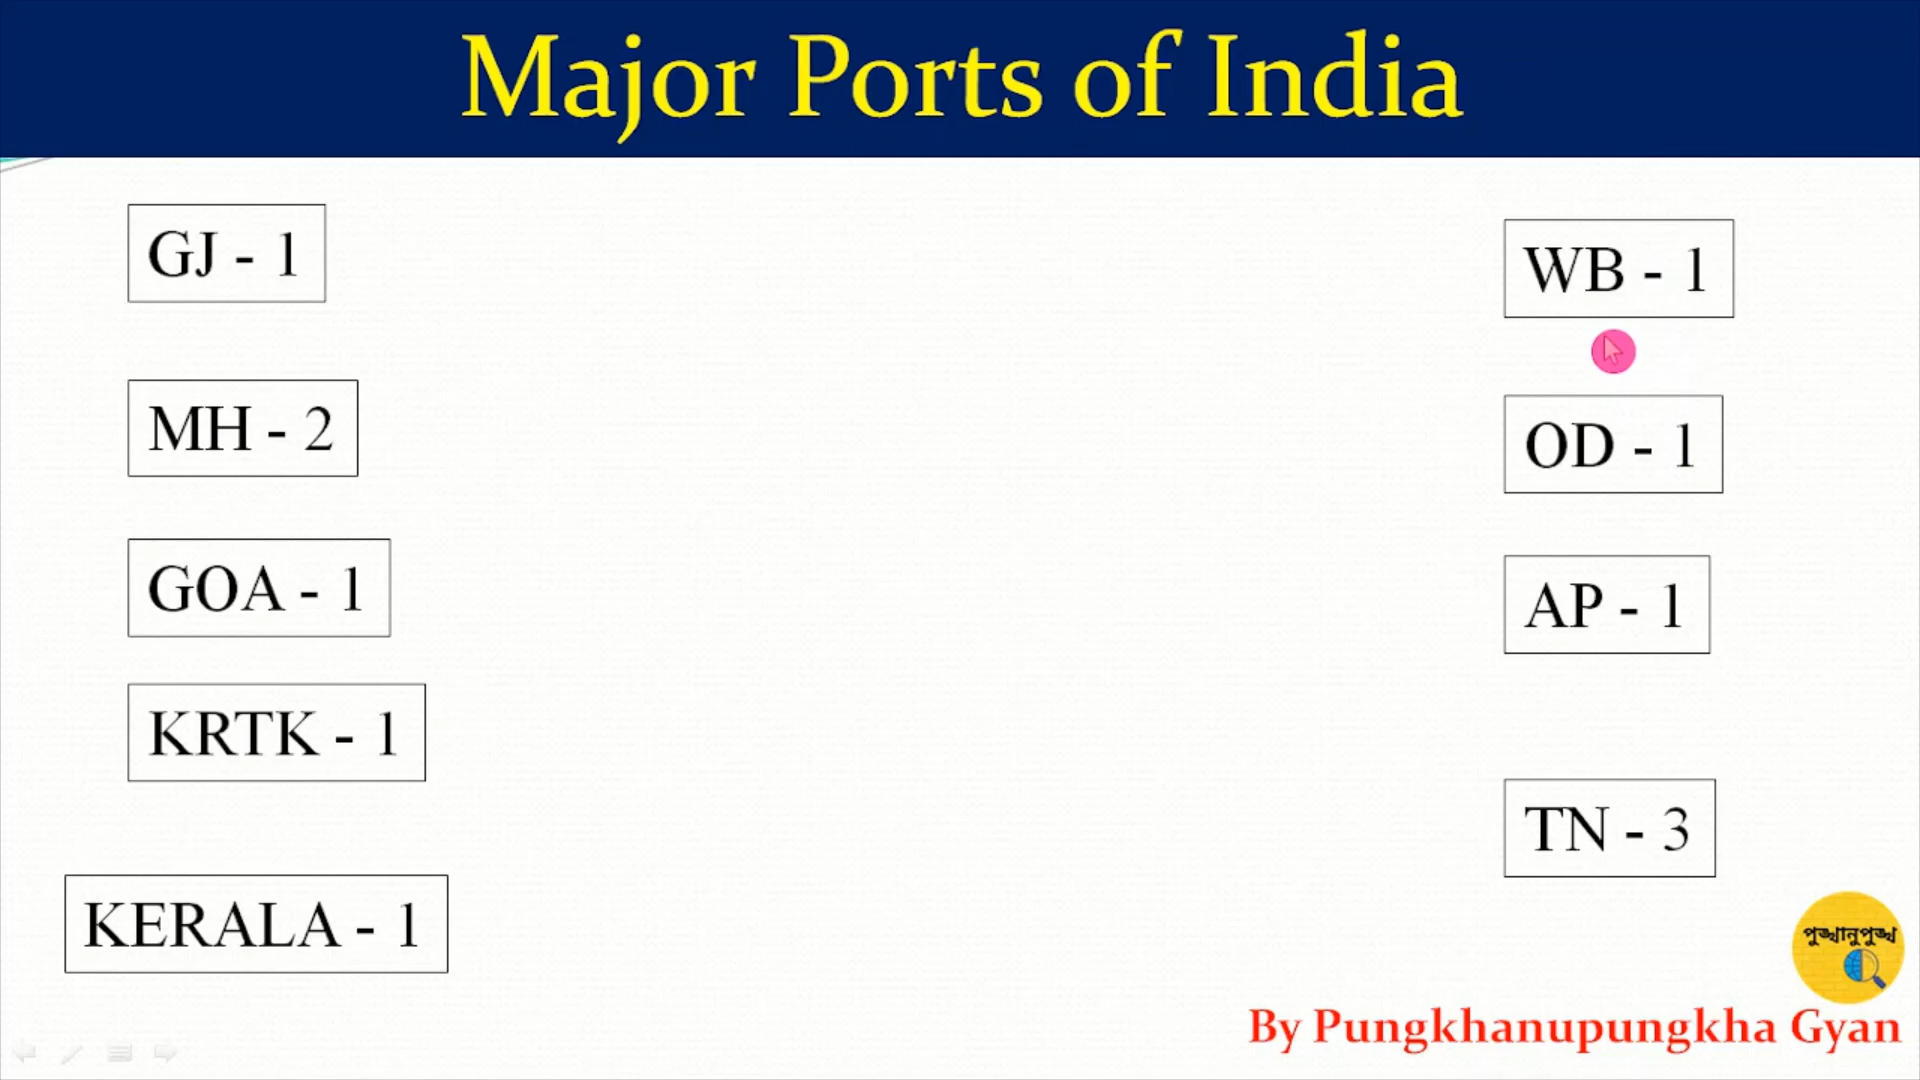 Major Ports of India
GJ - 1
MH - 2
GOA - 1
KRTK - 1
KERALA - 1
WB - 1
OD - 1
AP - 1
TN - 3
পুঙ্খানুপুঙ্খ
By Pungkhanupungkha Gyan